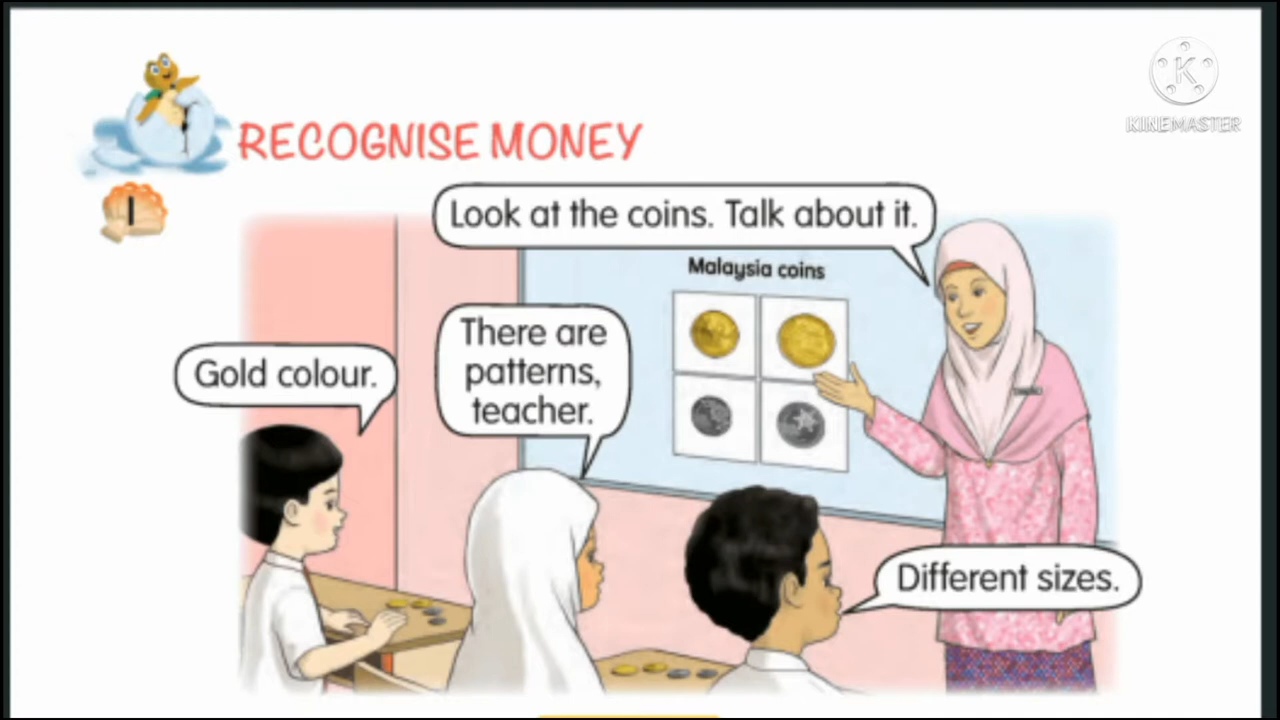 RECOGNISE MONEY
1
Look at the coins. Talk about it.
Malaysia coins
There are
patterns,
teacher.
Gold colour.
Different sizes.
K
KINEMASTER